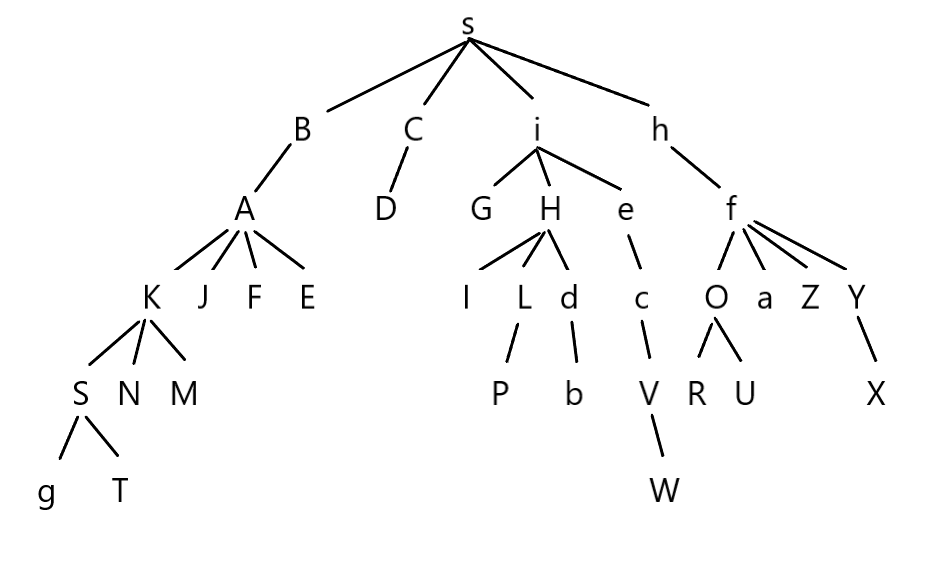 s
B C i h
A D G H e f
K J F E I L d c O a Z Y
S N M P b V R U X
g T W